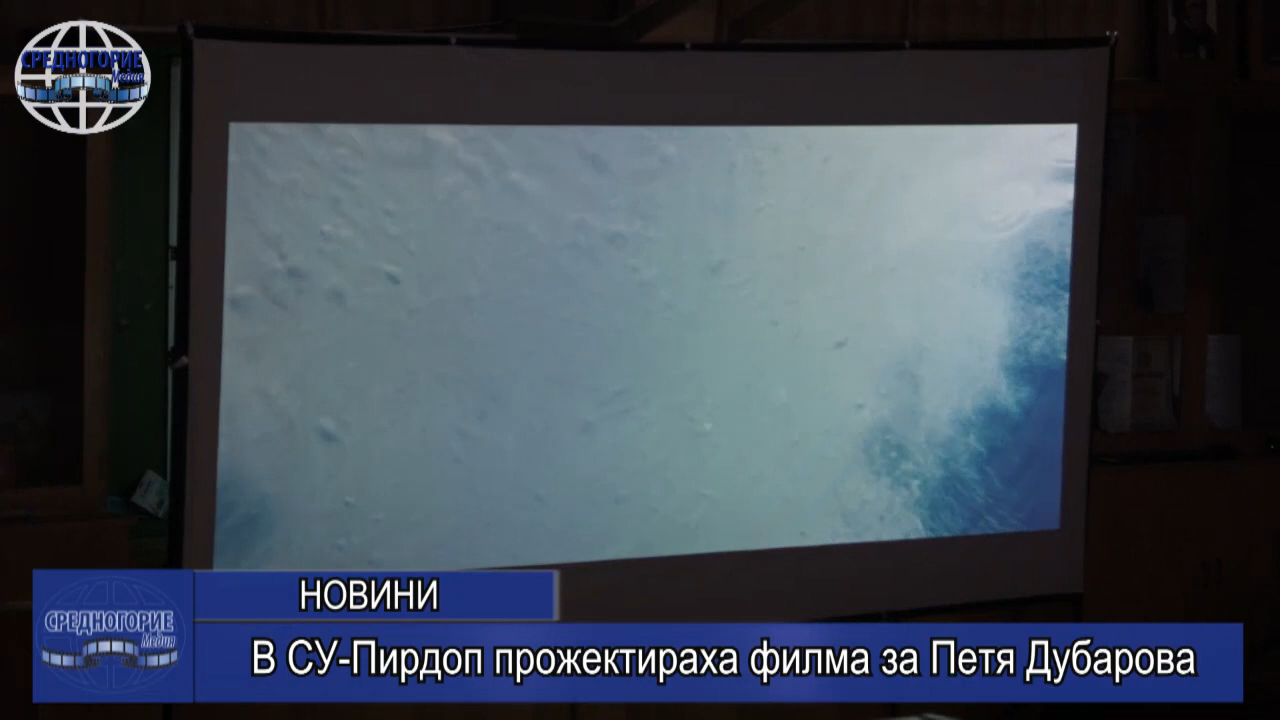 СРЕДНОГОРИЕ
Медия
НОВИНИ
СРЕДНОГОРИЕ
Медия
В СУ-Пирдоп прожектираха филма за Петя Дубарова